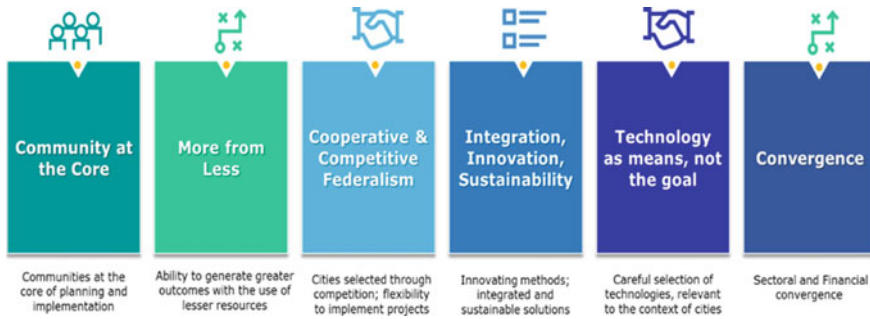 Community at
the Core
More from
Less
Cooperative &
Competitive
Federalism
Integration,
Innovation,
Sustainability
Technology
as means, not
the goal
Convergence
Communities at the
core of planning and
implementation
Ability to generate greater
outcomes with the use of
lesser resources
Cities selected through
competition; flexibility
to implement projects
Innovating methods;
integrated and
sustainable solutions
Careful selection of
technologies, relevant
to the context of cities
Sectoral and Financial
convergence